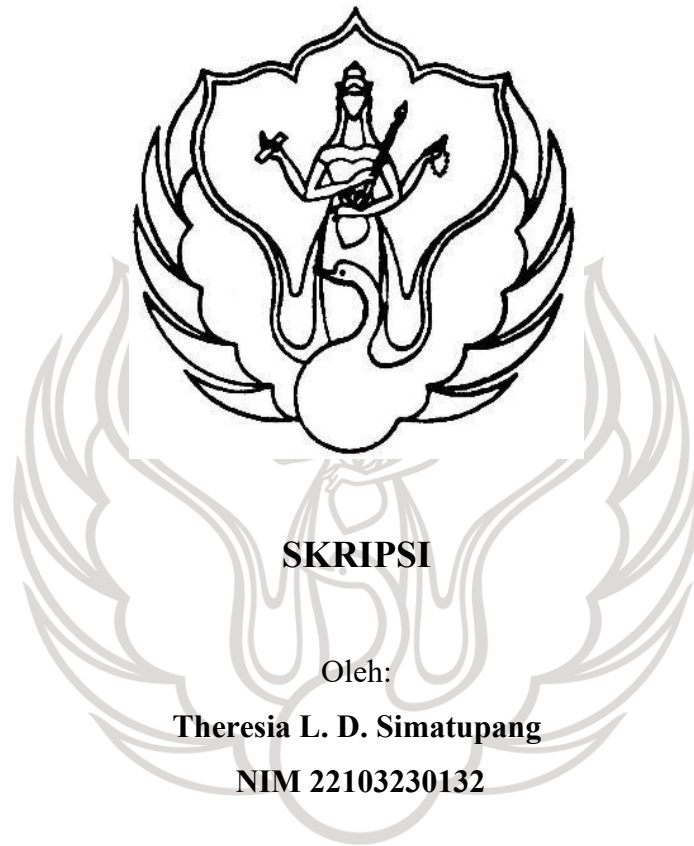 SKRIPSI
Oleh:
Theresia L. D. Simatupang
NIM 22103230132